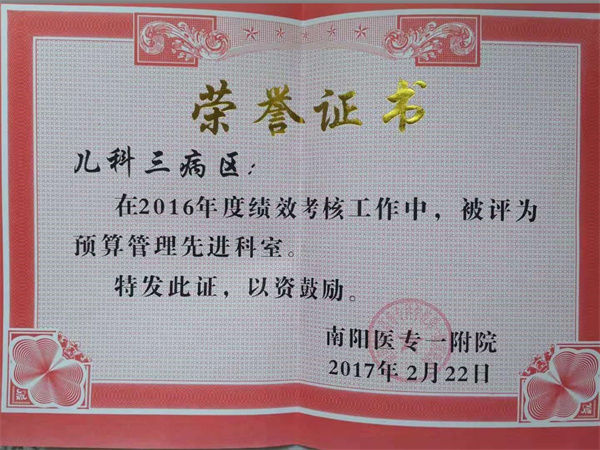 荣誉证书
儿科三病区：
在2016年度绩效考核工作中，被评为
预算管理先进科室。
特发此证，以资鼓励。
南阳医专一附院
2017年2月22日